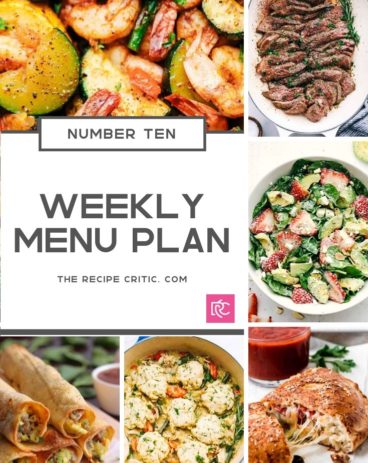 NUMBER TEN
WEEKLY
MENU PLAN
THE RECIPE CRITIC. COM
RC